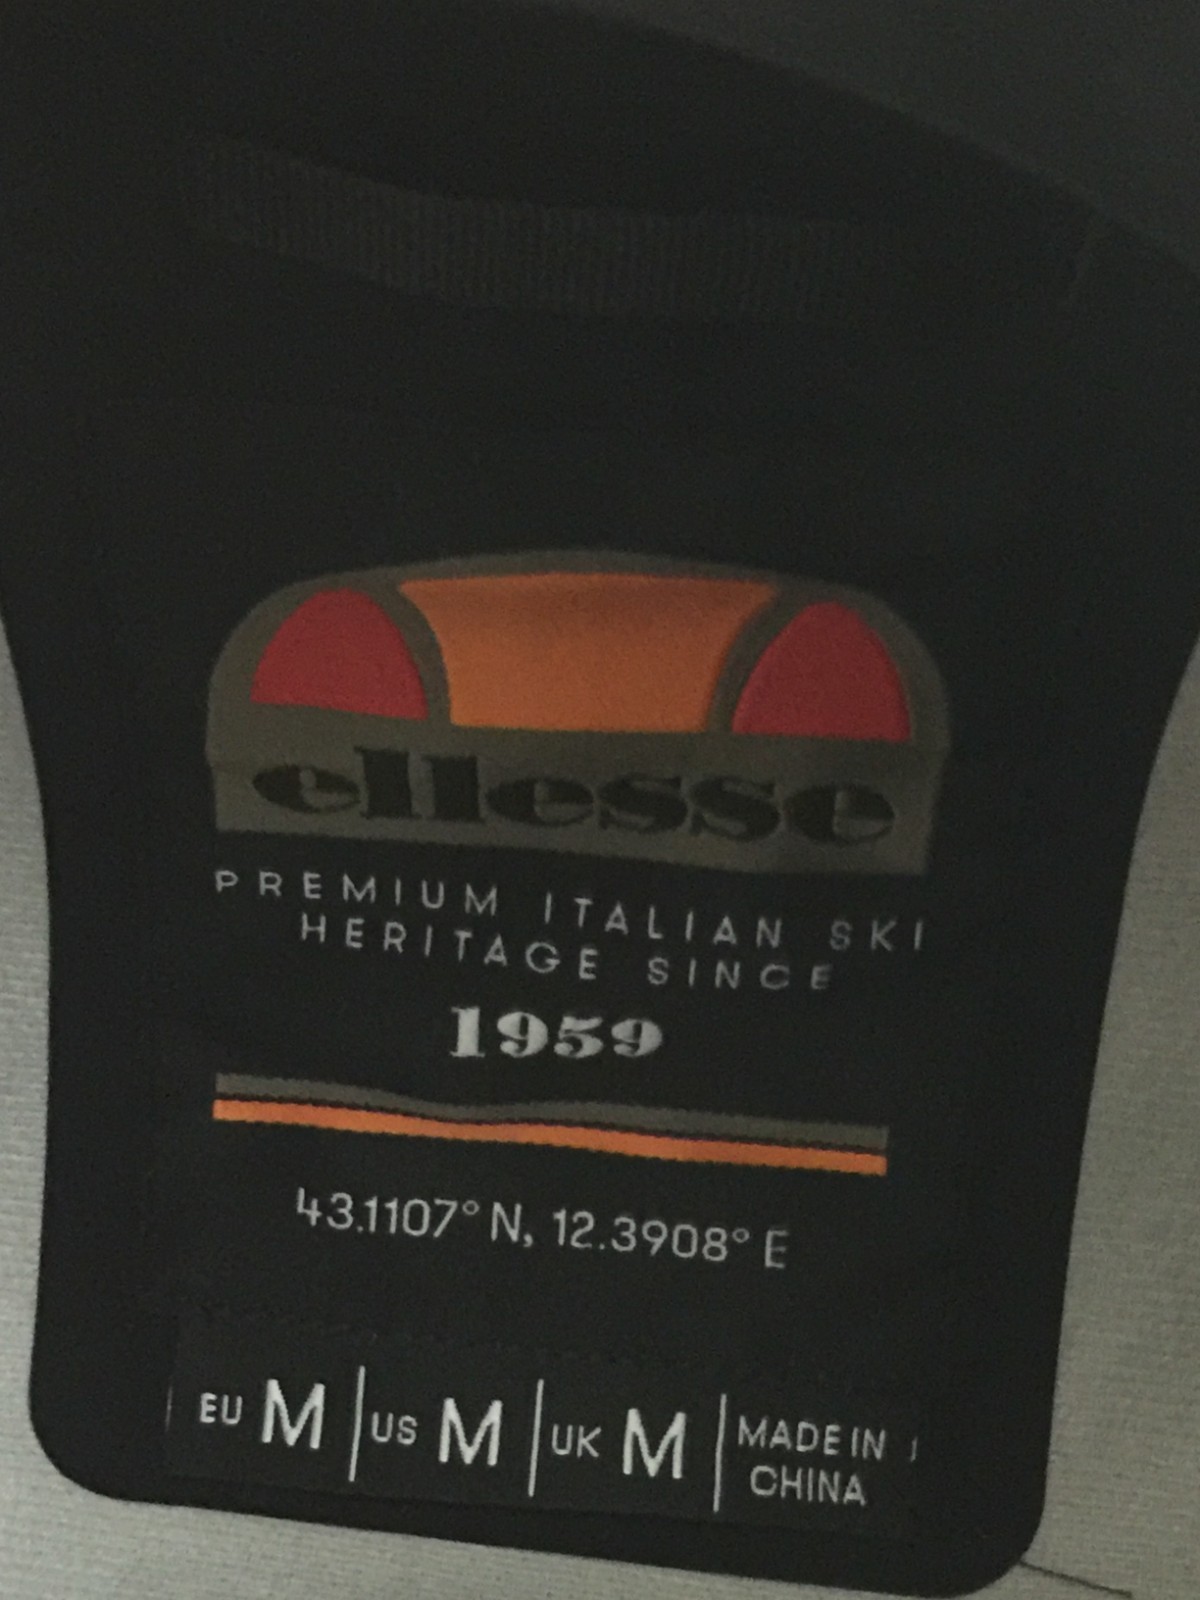 ellesse
PREMIUM ITALIAN SKI
HERITAGE SINCE
1959
43.1107° N, 12.3908° E
EU M | US M | UK M | MADE IN
CHINA